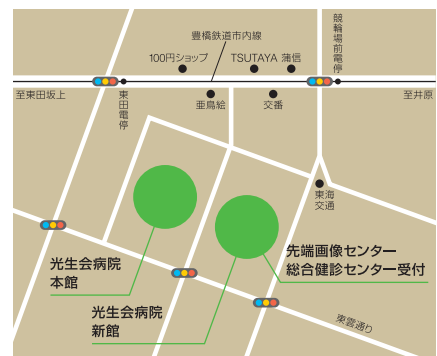 豊橋鉄道市内線
競輪場前電停
100円ショップ
TSUTAYA 蒲信
至東田坂上
東田電停
亜鳥絵
交番
至井原
東海
交通
光生会病院
本館
先端画像センター
総合健診センター受付
光生会病院
新館
東雲通り